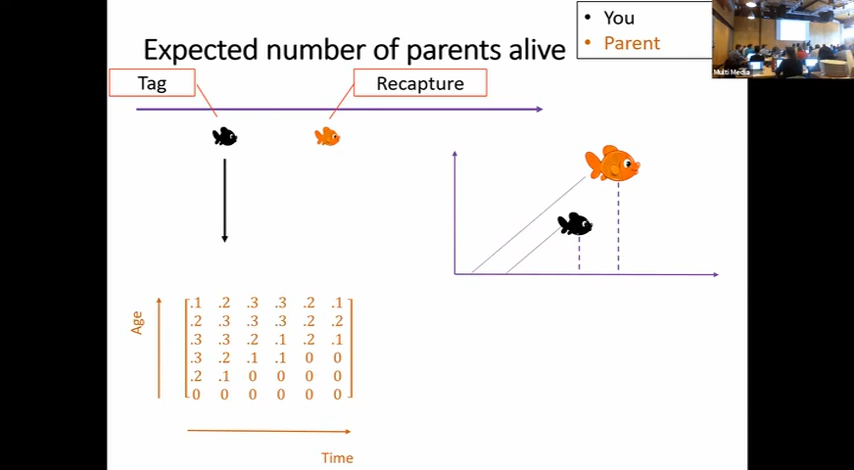 Expected number of parents alive
• You
• Parent
Multi Media
Tag
Recapture
Age
.1 .2 .3 .3 .2 .1
.2 .3 .3 .3 .2 .2
.3 .3 .2 .1 .2 .1
.3 .2 .1 .1 0 0
.2 .1 0 0 0 0
0 0 0 0 0 0
Time